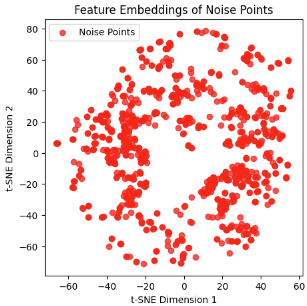 Feature Embeddings of Noise Points
Noise Points
t-SNE Dimension 2
80
60
40
20
0
−20
−40
−60
−60 −40 −20 0 20 40 60
t-SNE Dimension 1